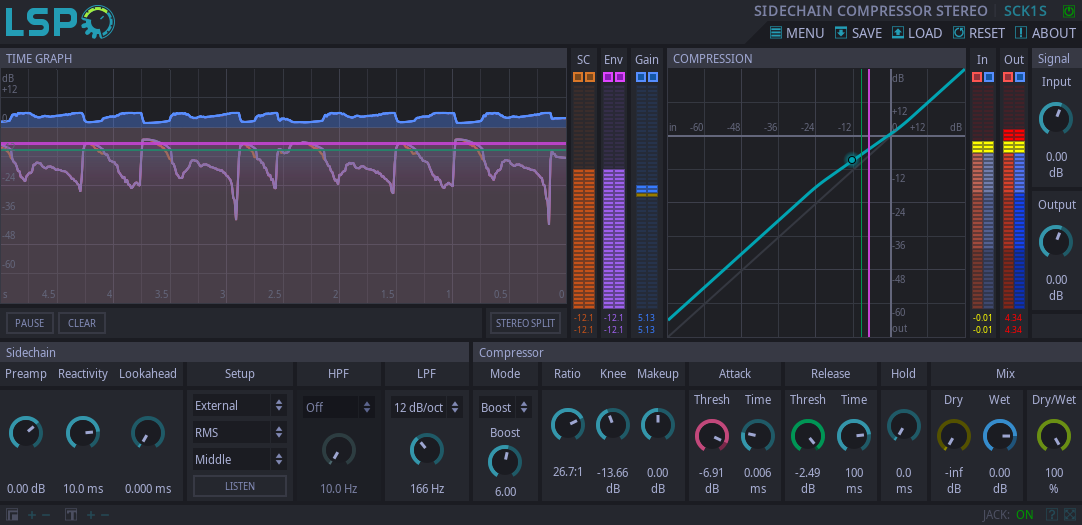 LSP
SIDECHAIN COMPRESSOR STEREO SCK1S
MENU SAVE LOAD RESET ABOUT
TIME GRAPH SC Env Gain COMPRESSION In Out Signal
dB
+12
0
-24
-36
-48
-60
s 4.5 4 3.5 3 2.5 2 1.5 1 0.5 0
-12.1 -12.1 5.13
-12.1 -12.1 5.13
dB
+12
in -60 -48 -36 -24 -12 0 +12 dB
-12
-24
-36
-48
-60
out
-0.01 4.34
-0.01 4.34
Input
0.00
dB
Output
0.00
dB
PAUSE CLEAR STEREO SPLIT
Sidechain Compressor
Preamp Reactivity Lookahead Setup HPF LPF Mode Ratio Knee Makeup Attack Release Hold Mix
External Off 12 dB/oct Boost Thresh Time Thresh Time Dry Wet Dry/Wet
RMS
Middle
Boost
LISTEN
0.00 dB 10.0 ms 0.000 ms 10.0 Hz 166 Hz 6.00
26.7:1 -13.66 dB 0.00 dB -6.91 dB 0.006 ms -2.49 dB 100 ms 0.0 ms -inf dB 0.00 dB 100 %
JACK: ON